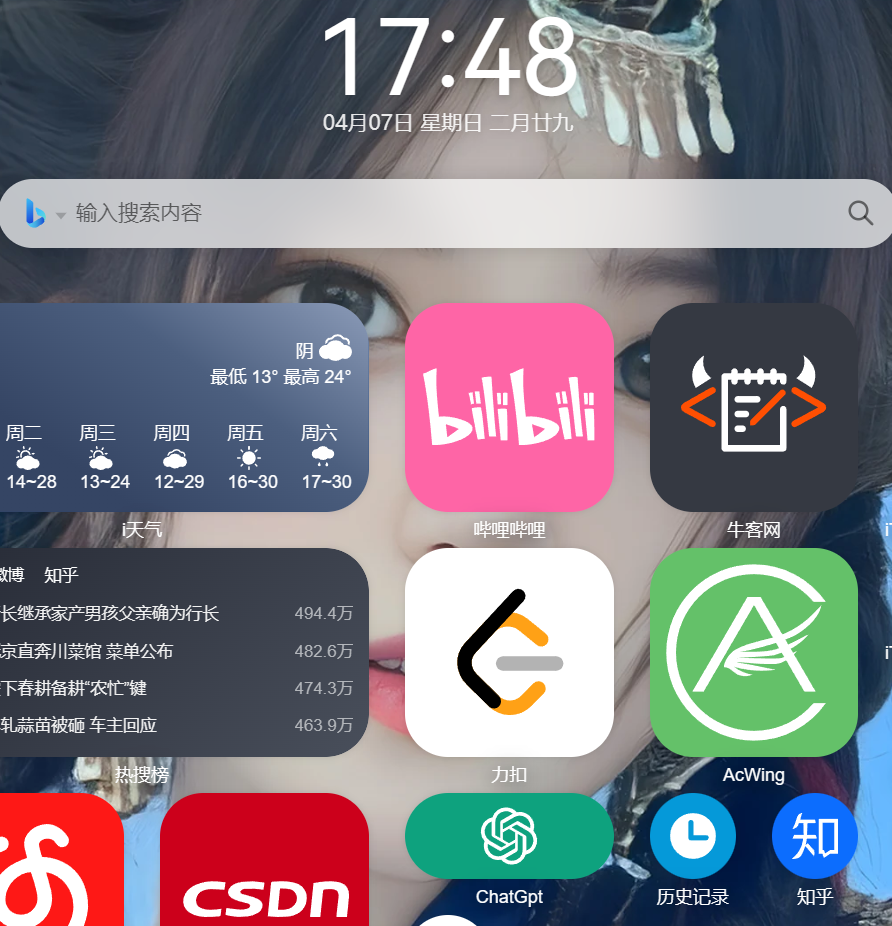 17:48
04月07日 星期日 二月廿九
输入搜索内容
阴
最低 13° 最高 24°
周二 周三 周四 周五 周六
14~28 13~24 12~29 16~30 17~30
i天气
bilibili
哔哩哔哩
牛客网
微博 知乎
长继承家产男孩父亲确为行长 494.4万
京直奔川菜馆 菜单公布 482.6万
下春耕备耕“农忙”键 474.3万
轧蒜苗被砸 车主回应 463.9万
热搜榜
力扣
AcWing
CSDN
ChatGpt
历史记录
知
知乎